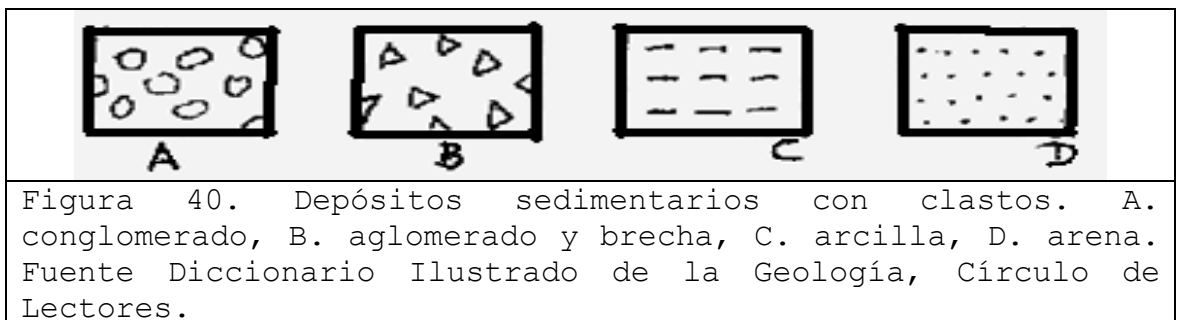 A B C D
Figura 40. Depósitos sedimentarios con clastos. A.
conglomerado, B. aglomerado y brecha, C. arcilla, D. arena.
Fuente Diccionario Ilustrado de la Geología, Círculo de
Lectores.